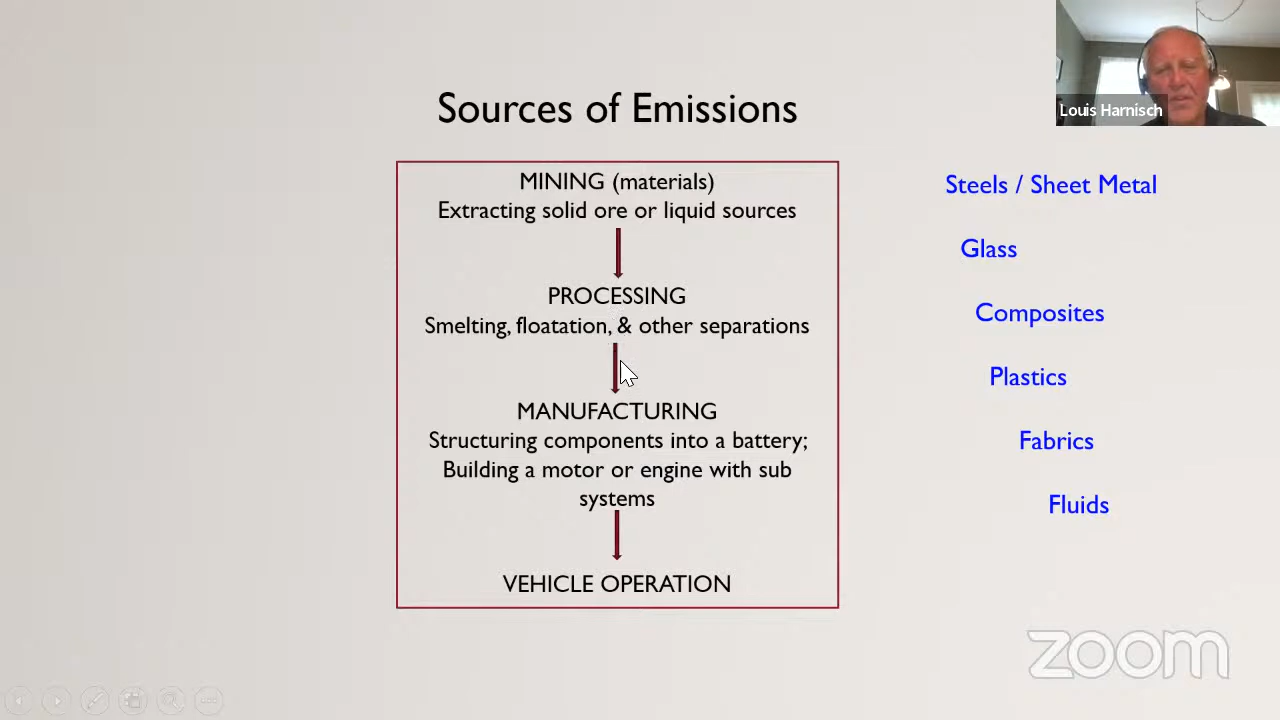 Sources of Emissions
Louis Harnisch
MINING (materials)
Extracting solid ore or liquid sources
PROCESSING
Smelting, floatation, & other separations
MANUFACTURING
Structuring components into a battery;
Building a motor or engine with sub
systems
VEHICLE OPERATION
Steels / Sheet Metal
Glass
Composites
Plastics
Fabrics
Fluids
zoom